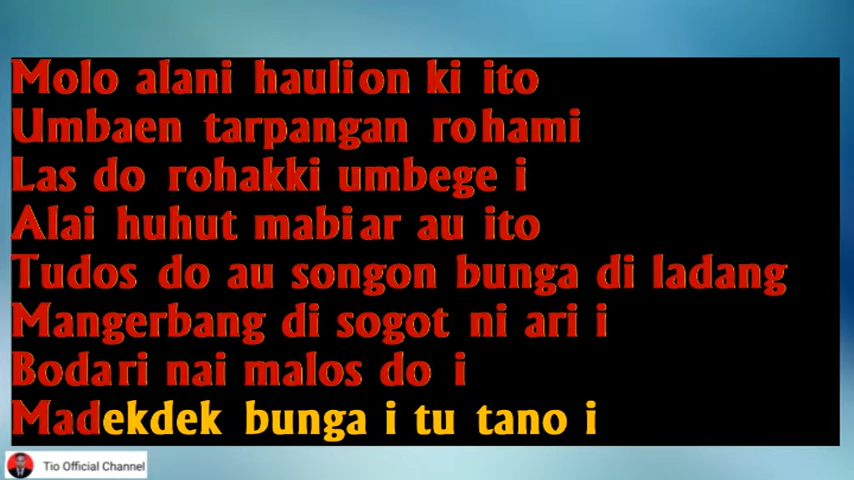 Molo alani haulion ki ito
Umbaen tarpangan rohami
Las do rohakki umbege i
Alai huhut mabiar au ito
Tudos do au songon bunga di ladang
Mangerbang di sogot ni ari i
Bodari nai malos do i
Madekdek bunga i tu tano i
Tio Official Channel